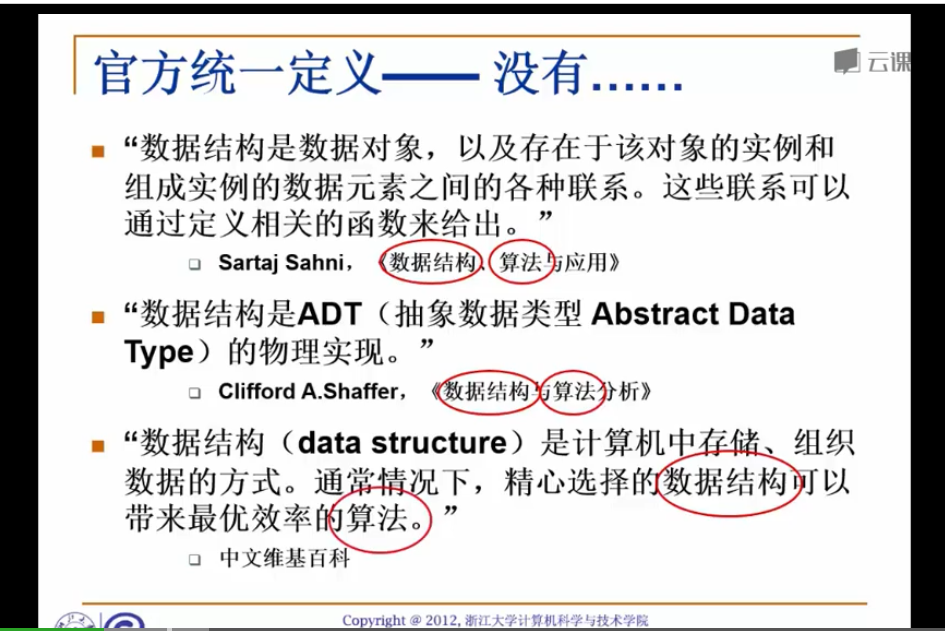 官方统一定义—— 没有……
云课
“数据结构是数据对象，以及存在于该对象的实例和
组成实例的数据元素之间的各种联系。这些联系可以
通过定义相关的函数来给出。”
Sartaj Sahni，《数据结构、算法与应用》
“数据结构是ADT（抽象数据类型 Abstract Data
Type）的物理实现。”
Clifford A.Shaffer，《数据结构与算法分析》
“数据结构（data structure）是计算机中存储、组织
数据的方式。通常情况下，精心选择的数据结构可以
带来最优效率的算法。”
中文维基百科
Copyright @ 2012, 浙江大学计算机科学与技术学院